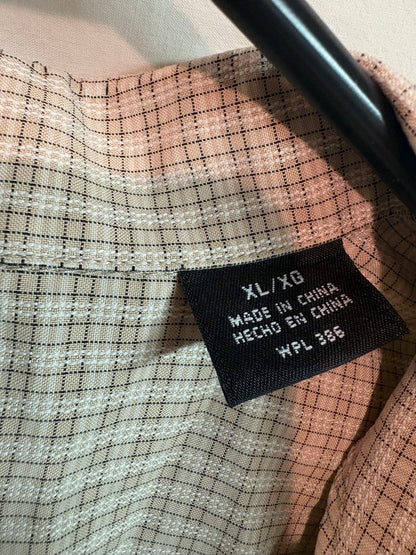 XL/XG
MADE IN CHINA
HECHO EN CHINA
WPL 386